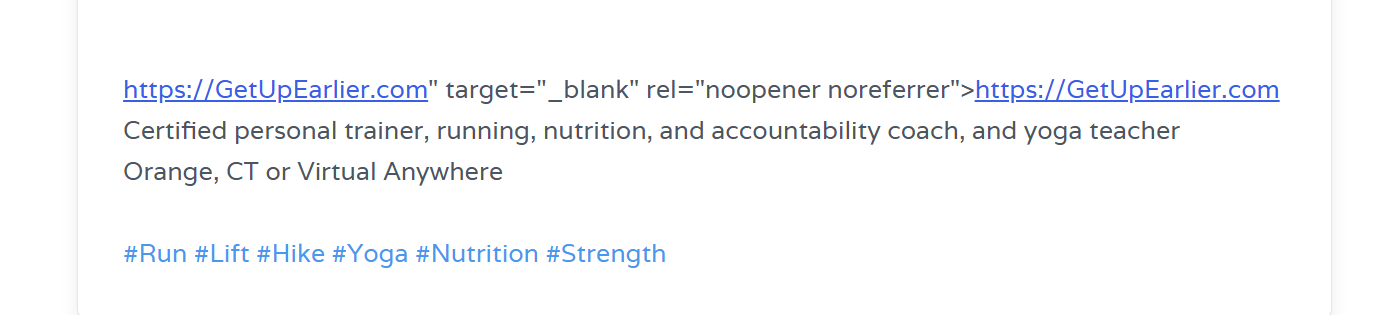 https://GetUpEarlier.com" target="_blank" rel="noopener noreferrer">https://GetUpEarlier.com
Certified personal trainer, running, nutrition, and accountability coach, and yoga teacher
Orange, CT or Virtual Anywhere
#Run #Lift #Hike #Yoga #Nutrition #Strength